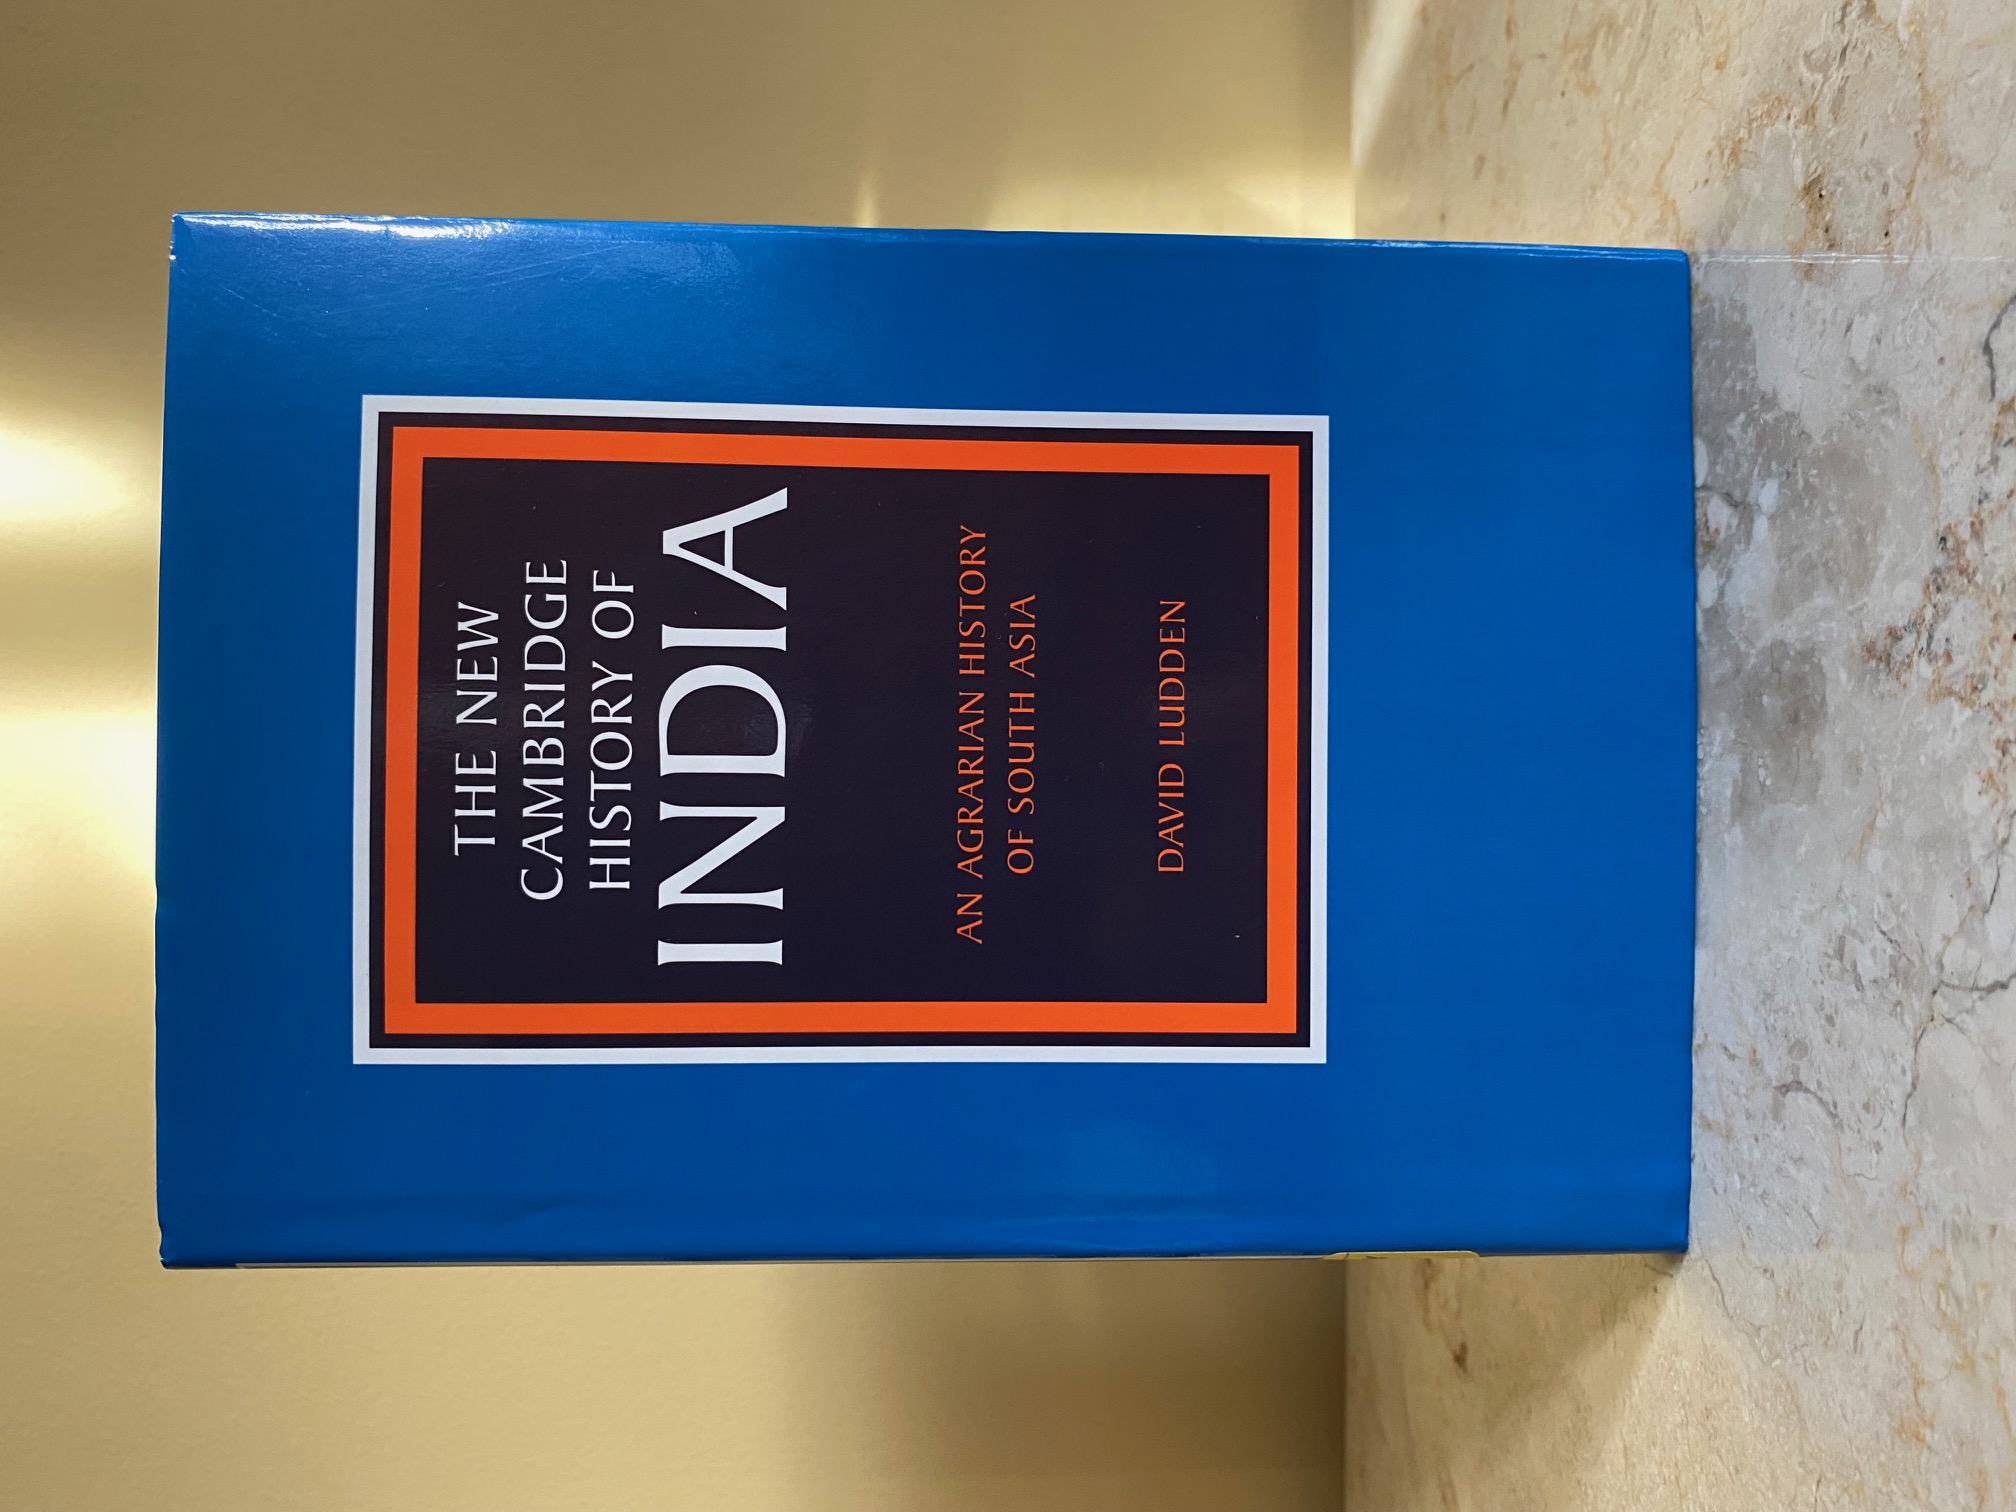 THE NEW
CAMBRIDGE
HISTORY OF
INDIA
AN AGRARIAN HISTORY
OF SOUTH ASIA
DAVID LUDDEN